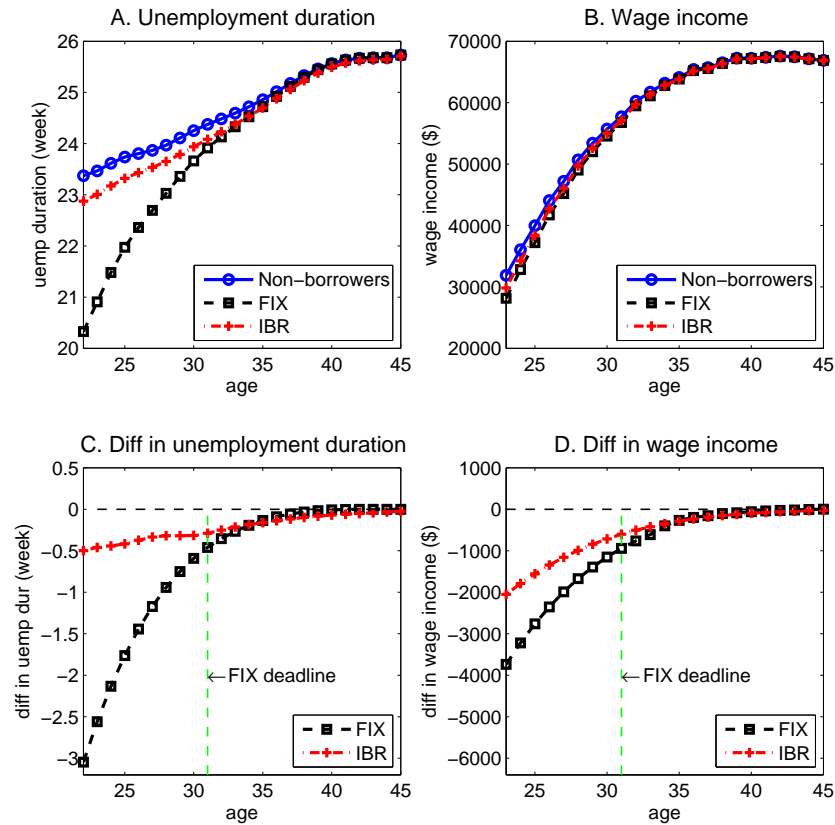 A. Unemployment duration
26
25
24
23
22
21
20
uemp duration (week)
25 30 35 40 45
age
Non−borrowers
FIX
IBR
B. Wage income
70000
60000
50000
40000
30000
20000
wage income ($)
25 30 35 40 45
age
Non−borrowers
FIX
IBR
C. Diff in unemployment duration
0.5
0
−0.5
−1
−1.5
−2
−2.5
−3
diff in uemp dur (week)
25 30 35 40 45
age
←FIX deadline
FIX
IBR
D. Diff in wage income
1000
0
−1000
−2000
−3000
−4000
−5000
−6000
diff in wage income ($)
25 30 35 40 45
age
←FIX deadline
FIX
IBR